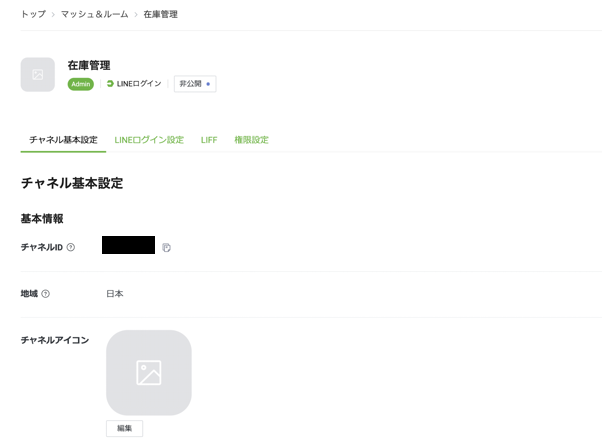 トップ > マッシュ＆ルーム > 在庫管理
在庫管理
Admin LINEログイン 非公開
チャネル基本設定 LINEログイン設定 LIFF 権限設定
チャネル基本設定
基本情報
チャネルID
地域 日本
チャネルアイコン
編集